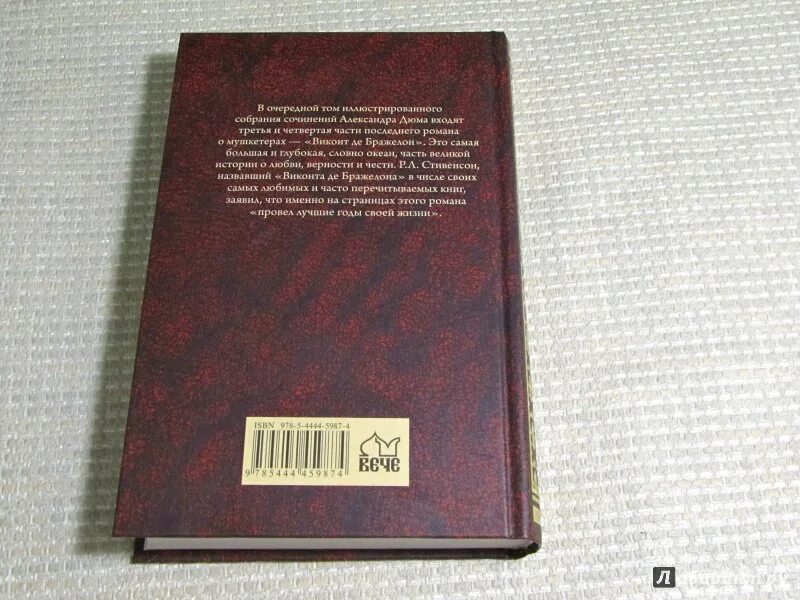 В очередной том иллюстрированного
собрания сочинений Александра Дюма входят
третья и четвертая части последнего романа
о мушкетерах — «Виконт де Бражелон». Это самая
большая и глубокая, словно океан, часть великой
истории о любви, верности и чести. Р.Л. Стивенсон,
назвавший «Виконта де Бражелона» в числе своих
самых любимых и часто перечитываемых книг,
заявил, что именно на страницах этого романа
«провел лучшие годы своей жизни».
ISBN 978-5-4444-5987-4
ВЕЧЕ
9 785444 459874